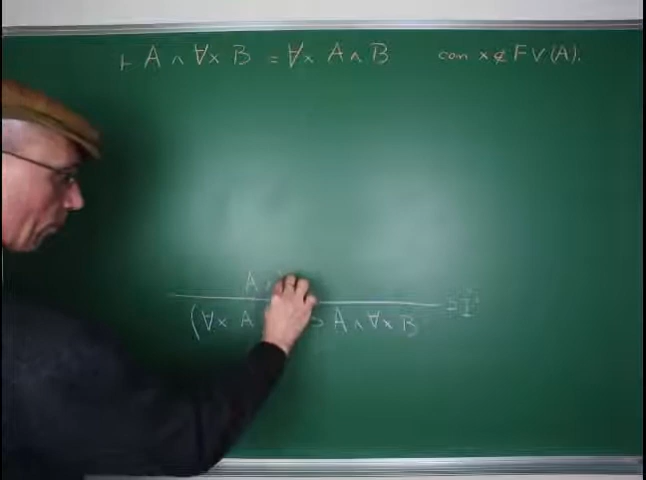 ⊢ A ∧ ∀x B = ∀x A ∧ B con x ∉ FV(A).
A ∧
(∀x A ⊃ A ∧ ∀x B ⊃I